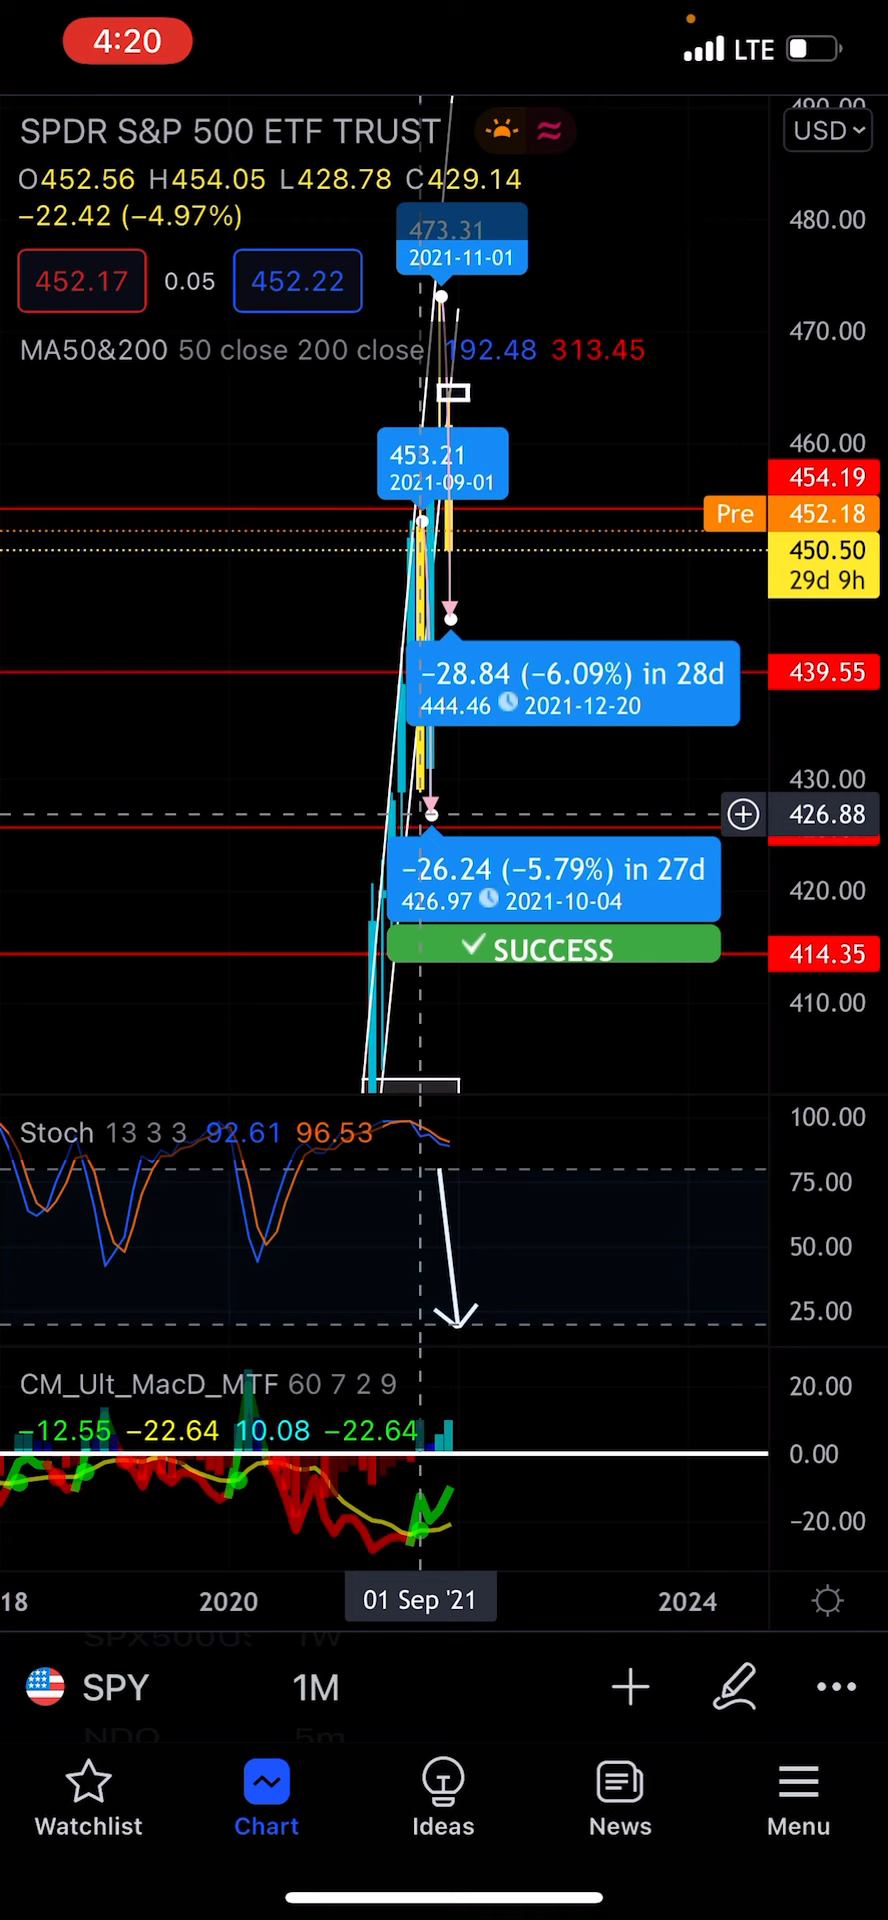 4:20
LTE
SPDR S&P 500 ETF TRUST
490.00
USD
O452.56 H454.05 L428.78 C429.14
−22.42 (−4.97%)
480.00
473.31
2021-11-01
452.17 0.05 452.22
470.00
MA50&200 50 close 200 close 192.48 313.45
460.00
453.21
2021-09-01
454.19
Pre 452.18
450.50
29d 9h
−28.84 (−6.09%) in 28d
444.46 2021-12-20
439.55
430.00
426.88
−26.24 (−5.79%) in 27d
426.97 2021-10-04
420.00
SUCCESS
414.35
410.00
Stoch 13 3 3 92.61 96.53
100.00
75.00
50.00
25.00
CM_Ult_MacD_MTF 60 7 2 9
20.00
−12.55 −22.64 10.08 −22.64
0.00
−20.00
18 2020 01 Sep '21 2024
1W
SPY 1M
NDQ 5m
Watchlist Chart Ideas News Menu